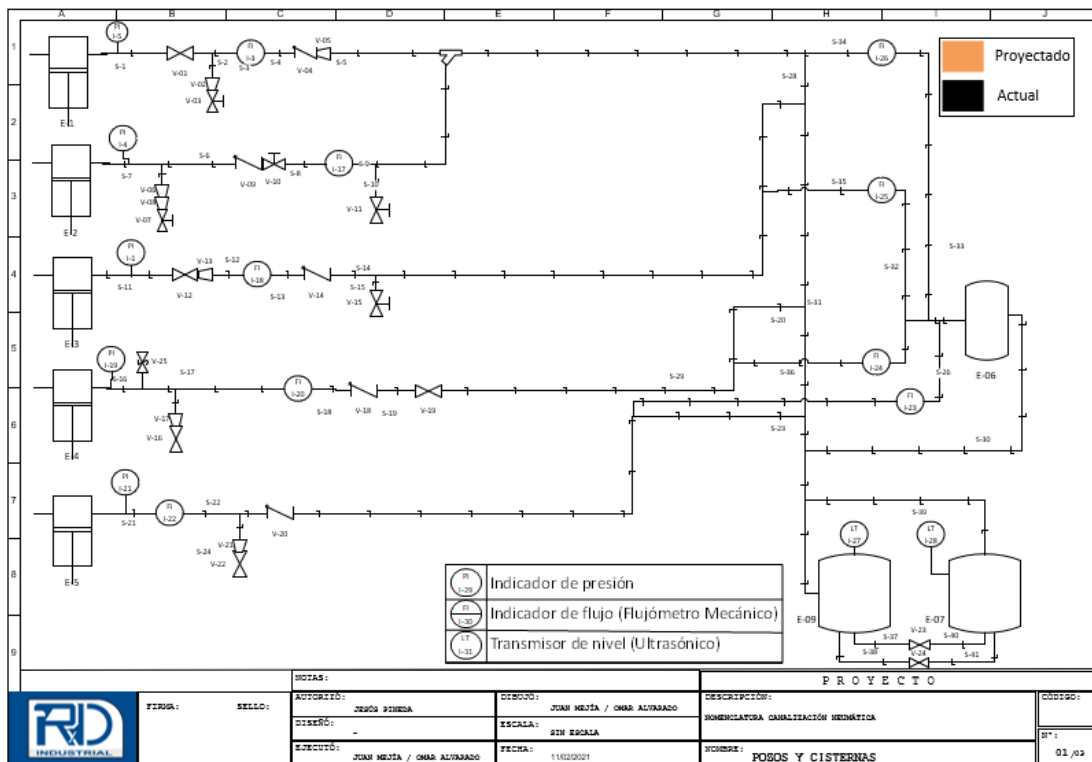 A B C D E F G H I J
1
2
3
4
5
6
7
8
9
Proyectado
Actual
PI
I-5
S-1
V-01
S-2
S-3
FI
I-3
S-4
V-04
V-05
S-5
V-02
V-03
E-1
S-28
S-34
FI
I-26
PI
I-4
S-7
S-6
V-09
V-10
S-8
FI
I-17
S-9
S-10
V-11
V-07
E-2
S-35
FI
I-25
S-33
S-32
PI
I-1
S-11
V-12
V-13
S-12
FI
I-18
S-13
V-14
S-14
S-15
V-15
E-3
S-31
S-20
E-06
S-26
PI
I-19
S-16
V-25
S-17
FI
I-20
S-18
V-18
S-19
V-19
S-29
S-36
FI
I-24
FI
I-23
V-17
V-16
E-4
S-23
S-30
PI
I-21
S-21
FI
I-22
S-22
V-20
S-24
V-21
V-22
E-5
S-39
LT
I-27
LT
I-28
E-09
E-07
V-23
S-37
S-40
S-38
V-24
S-41
PI
I-29
Indicador de presión
FI
I-30
Indicador de flujo (Flujómetro Mecánico)
LT
I-31
Transmisor de nivel (Ultrasónico)
RD
INDUSTRIAL
FIRMA: SELLO:
NOTAS:
PROYECTO
AUTORIZÓ:
JESÚS PINEDA
DIBUJÓ:
JUAN MEJÍA / OMAR ALVARADO
DESCRIPCIÓN:
NOMENCLATURA CANALIZACIÓN NEUMÁTICA
CÓDIGO:
DISEÑÓ:
-
ESCALA:
SIN ESCALA
EJECUTÓ:
JUAN MEJÍA / OMAR ALVARADO
FECHA:
11/02/2021
NOMBRE:
POZOS Y CISTERNAS
N°:
01 /03